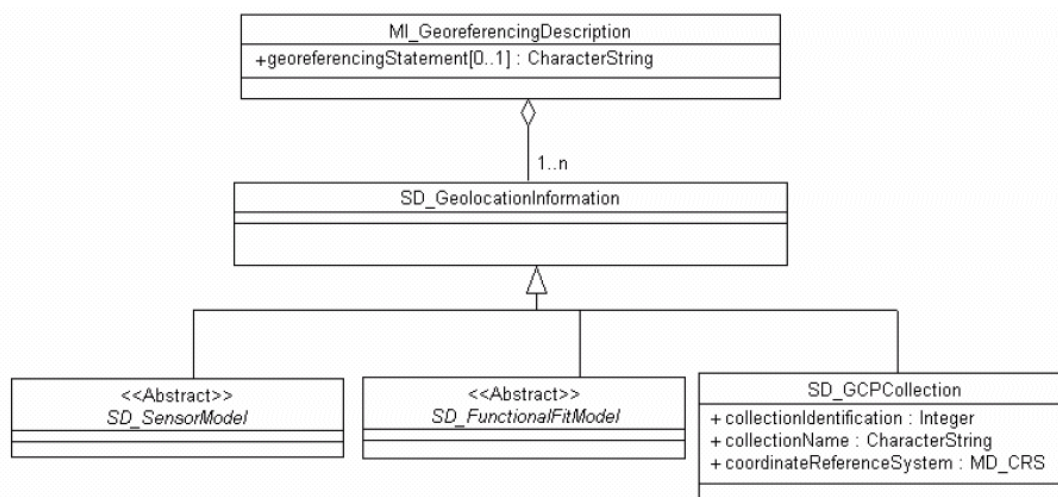 MI_GeoreferencingDescription
+georeferencingStatement[0..1] : CharacterString
1..n
SD_GeolocationInformation
<<Abstract>>
SD_SensorModel
<<Abstract>>
SD_FunctionalFitModel
SD_GCPCollection
+ collectionIdentification : Integer
+ collectionName : CharacterString
+ coordinateReferenceSystem : MD_CRS